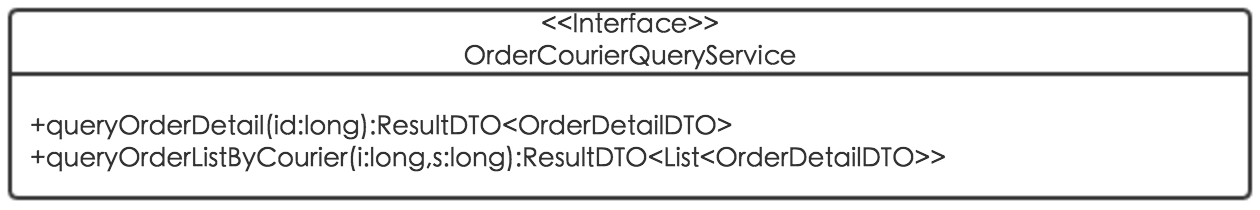 <<Interface>>
OrderCourierQueryService
+queryOrderDetail(id:long):ResultDTO<OrderDetailDTO>
+queryOrderListByCourier(i:long,s:long):ResultDTO<List<OrderDetailDTO>>